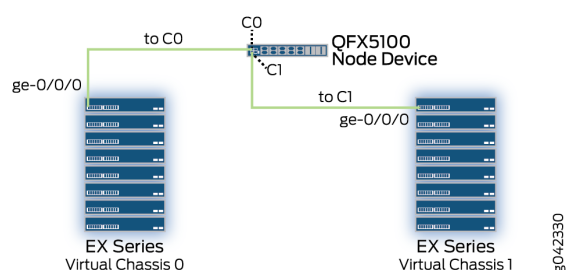 C0
to C0
QFX5100
Node Device
C1
ge-0/0/0
to C1
ge-0/0/0
EX Series
Virtual Chassis 0
EX Series
Virtual Chassis 1
g042330